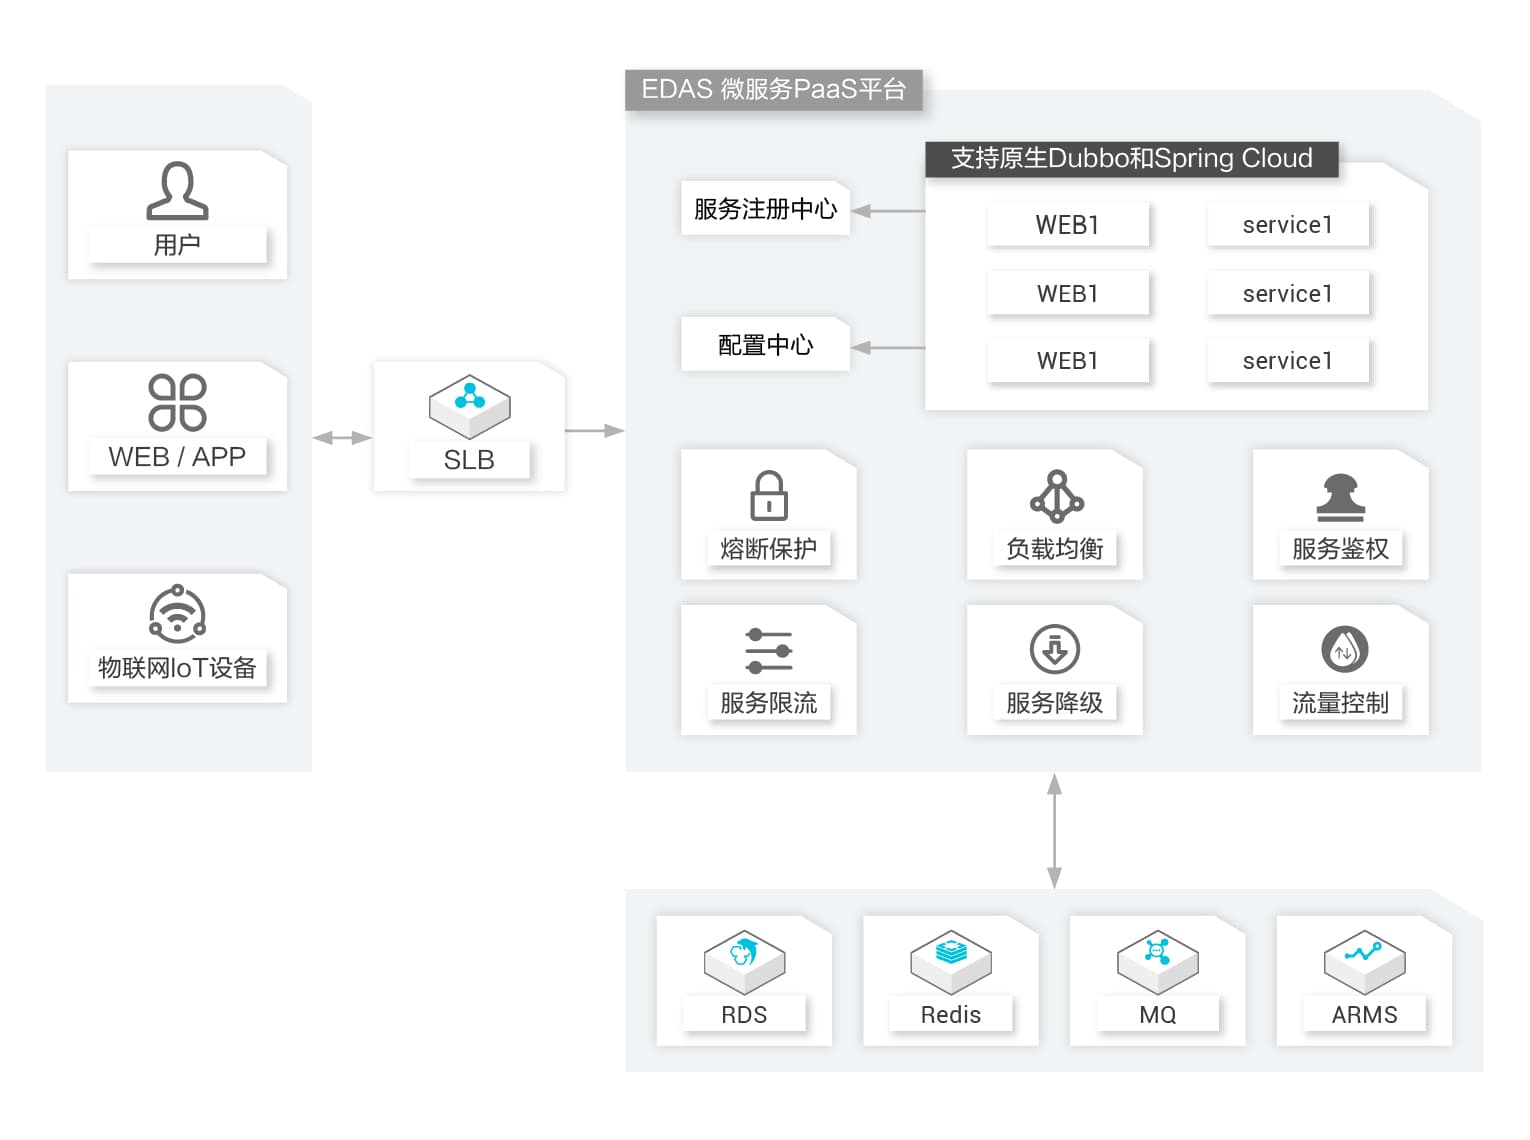 用户
WEB / APP
物联网IoT设备
SLB
EDAS 微服务PaaS平台
支持原生Dubbo和Spring Cloud
服务注册中心
配置中心
WEB1
service1
WEB1
service1
WEB1
service1
熔断保护
负载均衡
服务鉴权
服务限流
服务降级
流量控制
RDS
Redis
MQ
ARMS